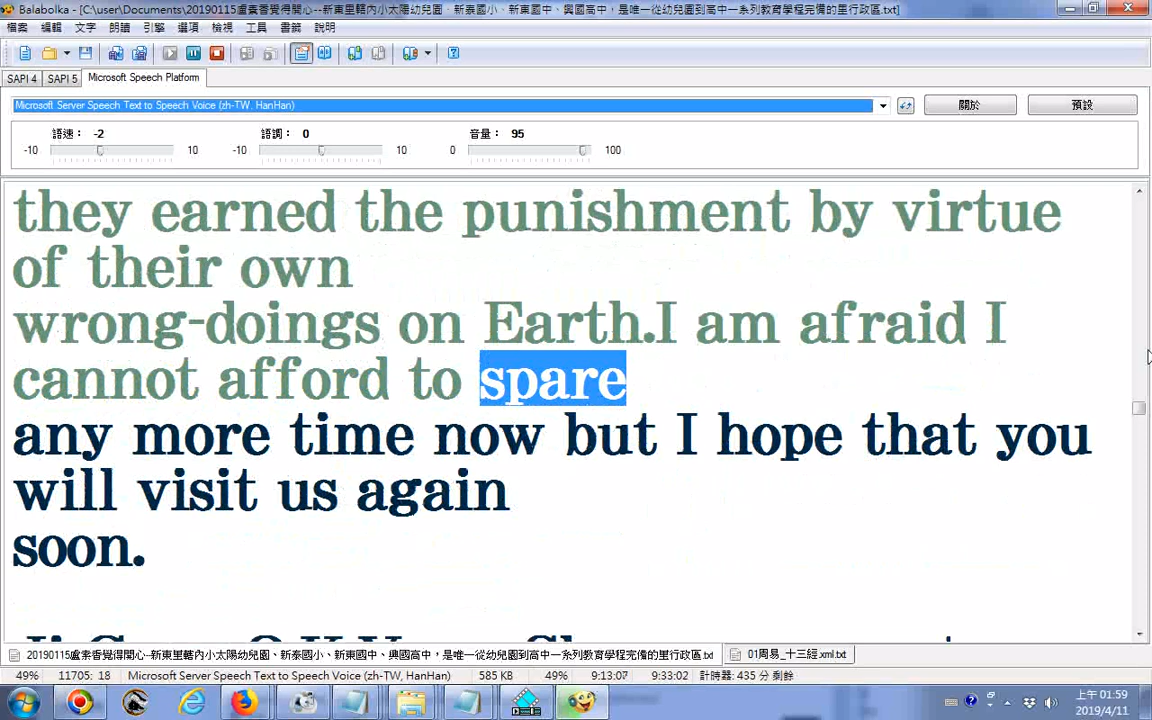 Balabolka - [C:\user\Documents\20190115盧素香覺得開心--新東里轄內小太陽幼兒園、新泰國小、新東國中、興國高中，是唯一從幼兒園到高中一系列教育學程完備的里行政區.txt]
檔案 編輯 文字 朗讀 引擎 選項 檢視 工具 書籤 說明
SAPI 4 SAPI 5 Microsoft Speech Platform
Microsoft Server Speech Text to Speech Voice (zh-TW, HanHan) 關於 預設
語速： -2 語調： 0 音量： 95
-10 10 -10 10 0 100
they earned the punishment by virtue
of their own
wrong-doings on Earth.I am afraid I
cannot afford to spare
any more time now but I hope that you
will visit us again
soon.
20190115盧素香覺得開心--新東里轄內小太陽幼兒園、新泰國小、新東國中、興國高中，是唯一從幼兒園到高中一系列教育學程完備的里行政區.txt 01周易_十三經.xml.txt
49% 11705: 18 Microsoft Server Speech Text to Speech Voice (zh-TW, HanHan) 585 KB 49% 9:13:07 9:33:02 計時器: 435 分 剩餘
上午 01:59
2019/4/11